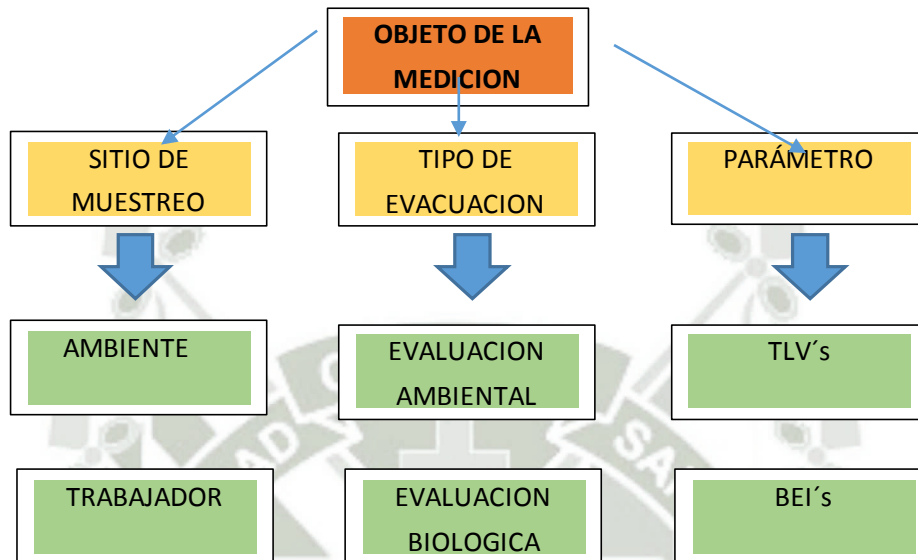 OBJETO DE LA
MEDICION
SITIO DE
MUESTREO
TIPO DE
EVACUACION
PARÁMETRO
AMBIENTE
EVALUACION
AMBIENTAL
TLV´s
TRABAJADOR
EVALUACION
BIOLOGICA
BEI´s